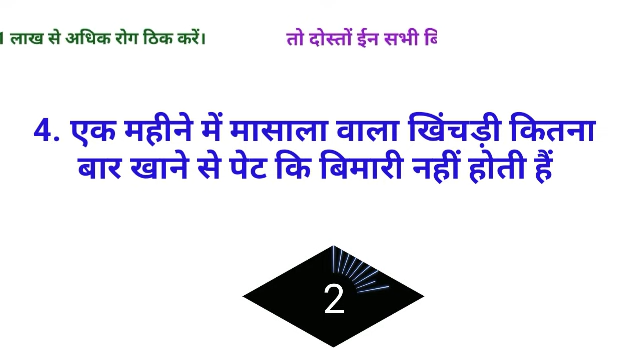 लाख से अधिक रोग ठिक करें। तो दोस्तों ईन सभी
4. एक महीने में मासाला वाला खिंचड़ी कितना
बार खाने से पेट कि बिमारी नहीं होती हैं
2